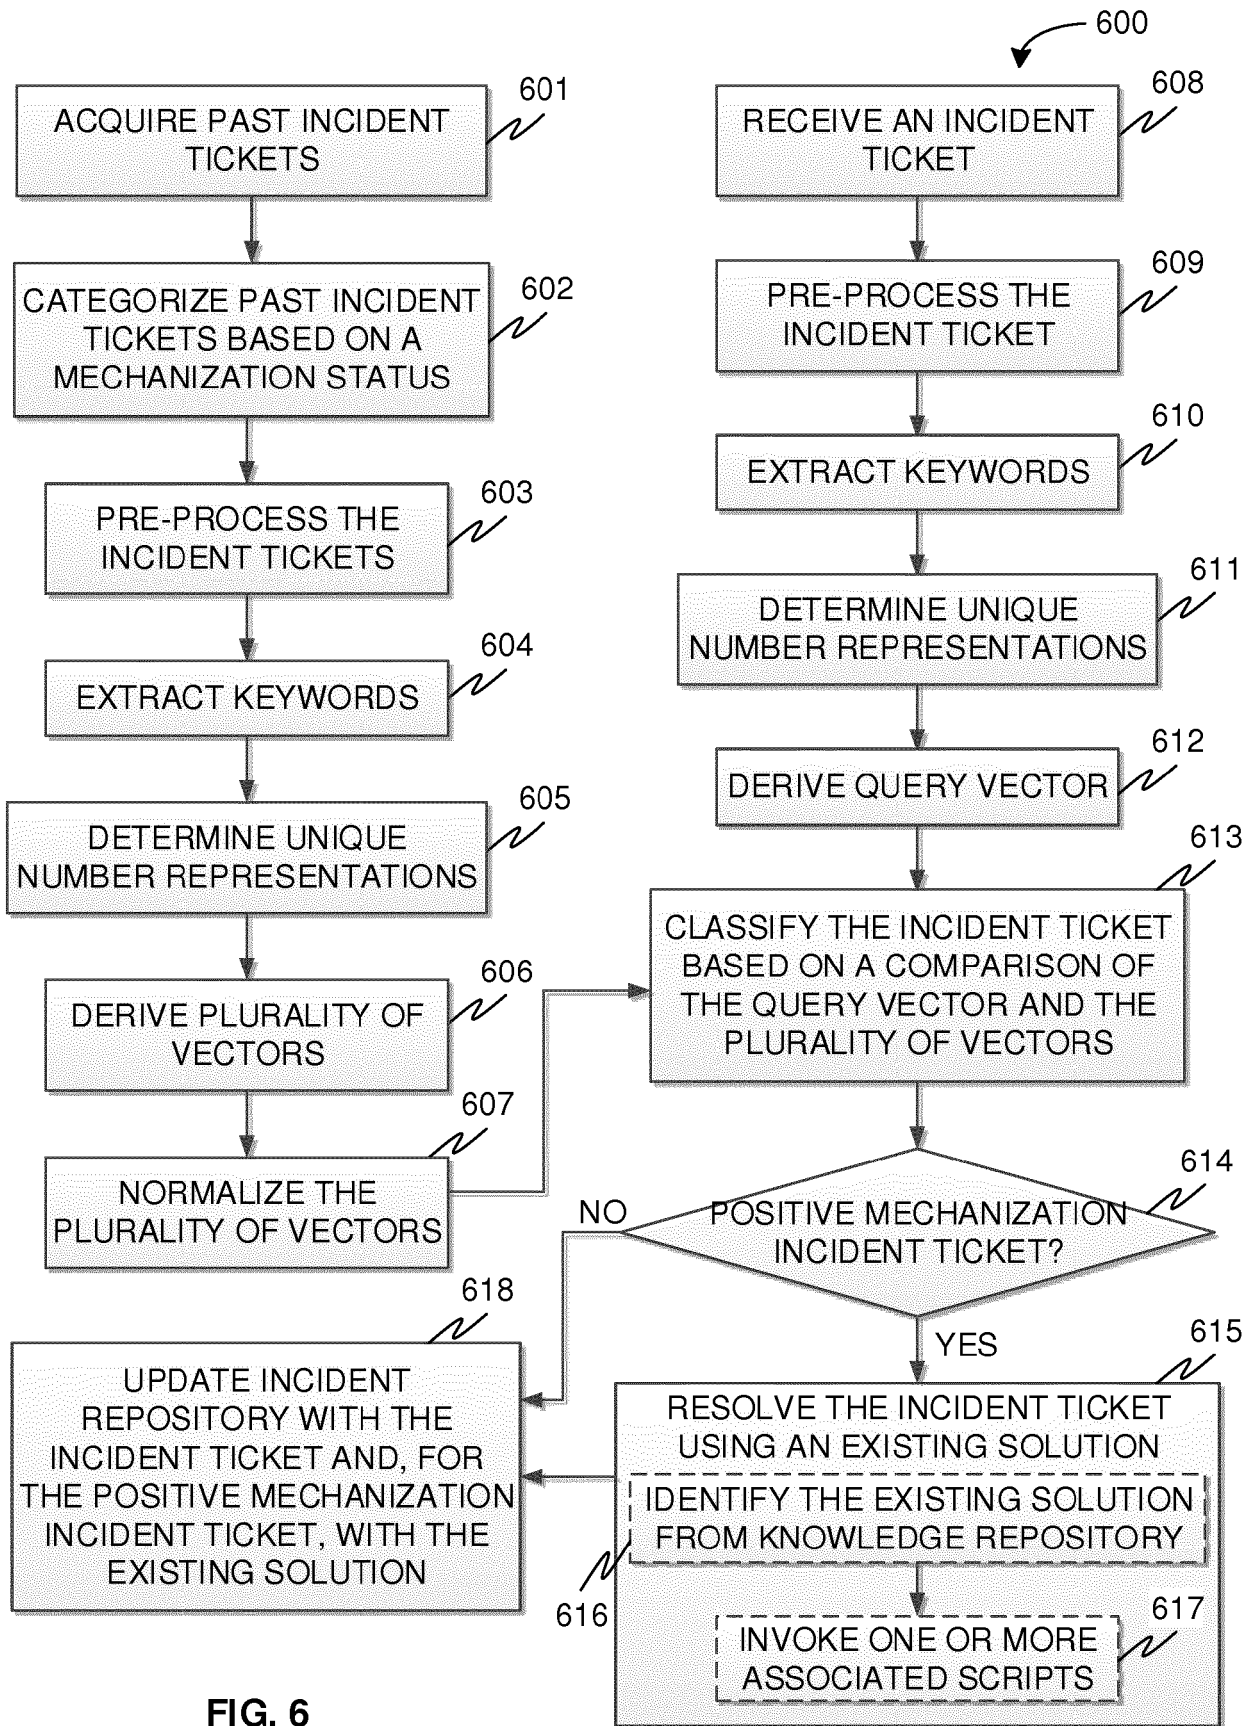 600
601
ACQUIRE PAST INCIDENT
TICKETS
602
CATEGORIZE PAST INCIDENT
TICKETS BASED ON A
MECHANIZATION STATUS
603
PRE-PROCESS THE
INCIDENT TICKETS
604
EXTRACT KEYWORDS
605
DETERMINE UNIQUE
NUMBER REPRESENTATIONS
606
DERIVE PLURALITY OF
VECTORS
607
NORMALIZE THE
PLURALITY OF VECTORS
608
RECEIVE AN INCIDENT
TICKET
609
PRE-PROCESS THE
INCIDENT TICKET
610
EXTRACT KEYWORDS
611
DETERMINE UNIQUE
NUMBER REPRESENTATIONS
612
DERIVE QUERY VECTOR
613
CLASSIFY THE INCIDENT TICKET
BASED ON A COMPARISON OF
THE QUERY VECTOR AND THE
PLURALITY OF VECTORS
614
POSITIVE MECHANIZATION
INCIDENT TICKET?
NO
YES
615
RESOLVE THE INCIDENT TICKET
USING AN EXISTING SOLUTION
IDENTIFY THE EXISTING SOLUTION
FROM KNOWLEDGE REPOSITORY
616
617
INVOKE ONE OR MORE
ASSOCIATED SCRIPTS
618
UPDATE INCIDENT
REPOSITORY WITH THE
INCIDENT TICKET AND, FOR
THE POSITIVE MECHANIZATION
INCIDENT TICKET, WITH THE
EXISTING SOLUTION
FIG. 6